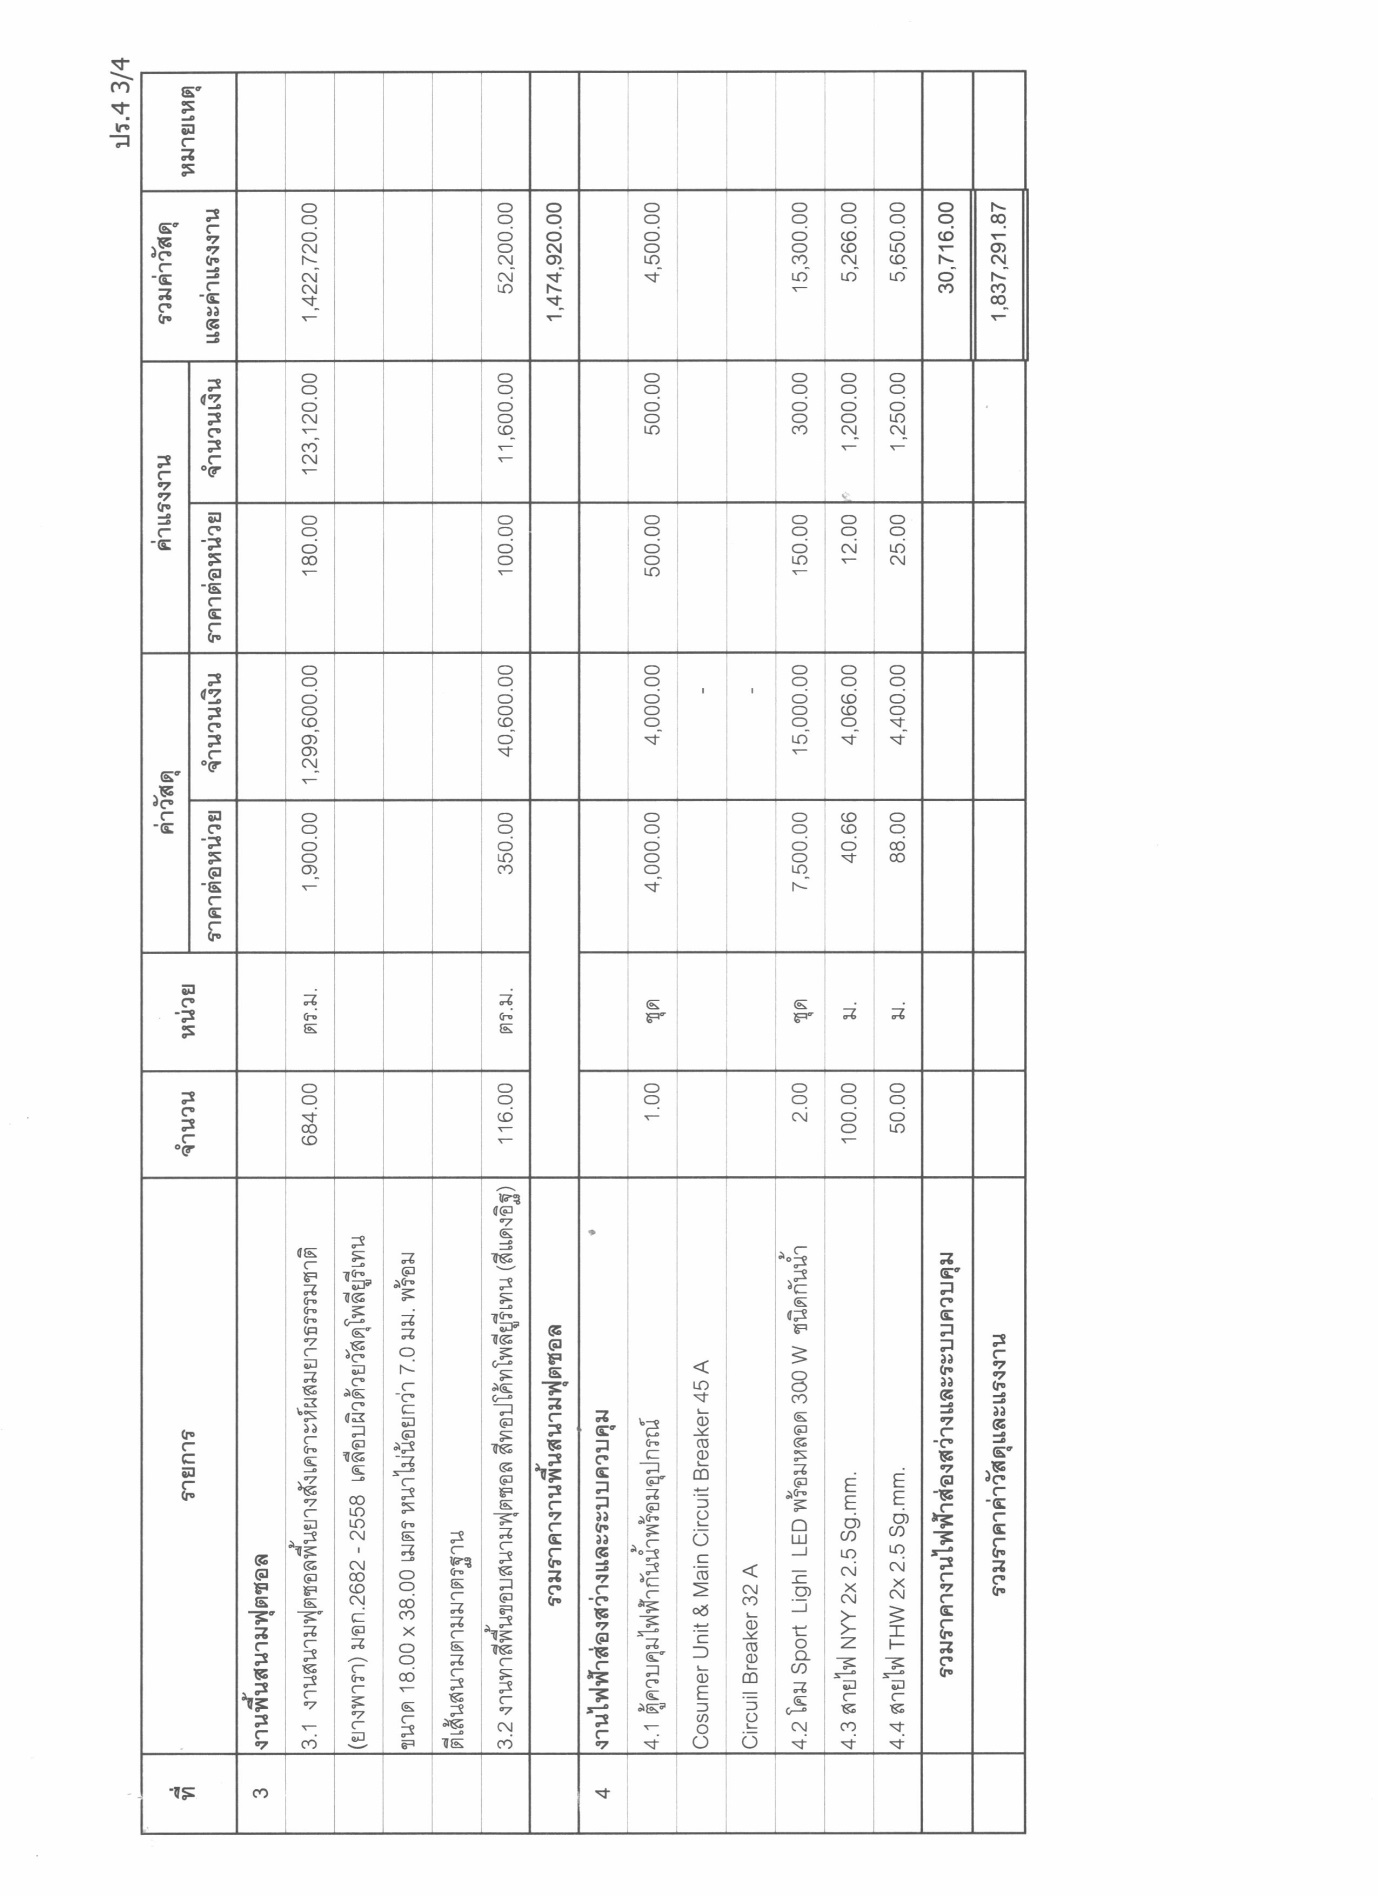 ปร.4 3/4
ที่ รายการ จำนวน หน่วย ค่าวัสดุ ค่าแรงงาน รวมค่าวัสดุ หมายเหตุ
ราคาต่อหน่วย จำนวนเงิน ราคาต่อหน่วย จำนวนเงิน และค่าแรงงาน
3 งานพื้นสนามฟุตซอล
3.1 งานสนามฟุตซอลพื้นยางสังเคราะห์ผสมยางธรรมชาติ 684.00 ตร.ม. 1,900.00 1,299,600.00 180.00 123,120.00 1,422,720.00
(ยางพารา) มอก.2682 - 2558 เคลือบผิวด้วยวัสดุโพลียูรีเทน
ขนาด 18.00 x 38.00 เมตร หนาไม่น้อยกว่า 7.0 มม. พร้อม
ตีเส้นสนามตามมาตรฐาน
3.2 งานทาสีพื้นขอบสนามฟุตซอล สีทอปโค้ทโพลียูรีเทน (สีแดงอิฐ) 116.00 ตร.ม. 350.00 40,600.00 100.00 11,600.00 52,200.00
รวมราคางานพื้นสนามฟุตซอล 1,474,920.00
4 งานไฟฟ้าส่องสว่างและระบบควบคุม
4.1 ตู้ควบคุมไฟฟ้ากันน้ำพร้อมอุปกรณ์ 1.00 ชุด 4,000.00 4,000.00 500.00 500.00 4,500.00
Cosumer Unit & Main Circuit Breaker 45 A -
Circuil Breaker 32 A -
4.2 โคม Sport Lighl LED พร้อมหลอด 300 W ชนิดกันน้ำ 2.00 ชุด 7,500.00 15,000.00 150.00 300.00 15,300.00
4.3 สายไฟ NYY 2x 2.5 Sg.mm. 100.00 ม. 40.66 4,066.00 12.00 1,200.00 5,266.00
4.4 สายไฟ THW 2x 2.5 Sg.mm. 50.00 ม. 88.00 4,400.00 25.00 1,250.00 5,650.00
รวมราคางานไฟฟ้าส่องสว่างและระบบควบคุม 30,716.00
รวมราคาค่าวัสดุและแรงงาน 1,837,291.87